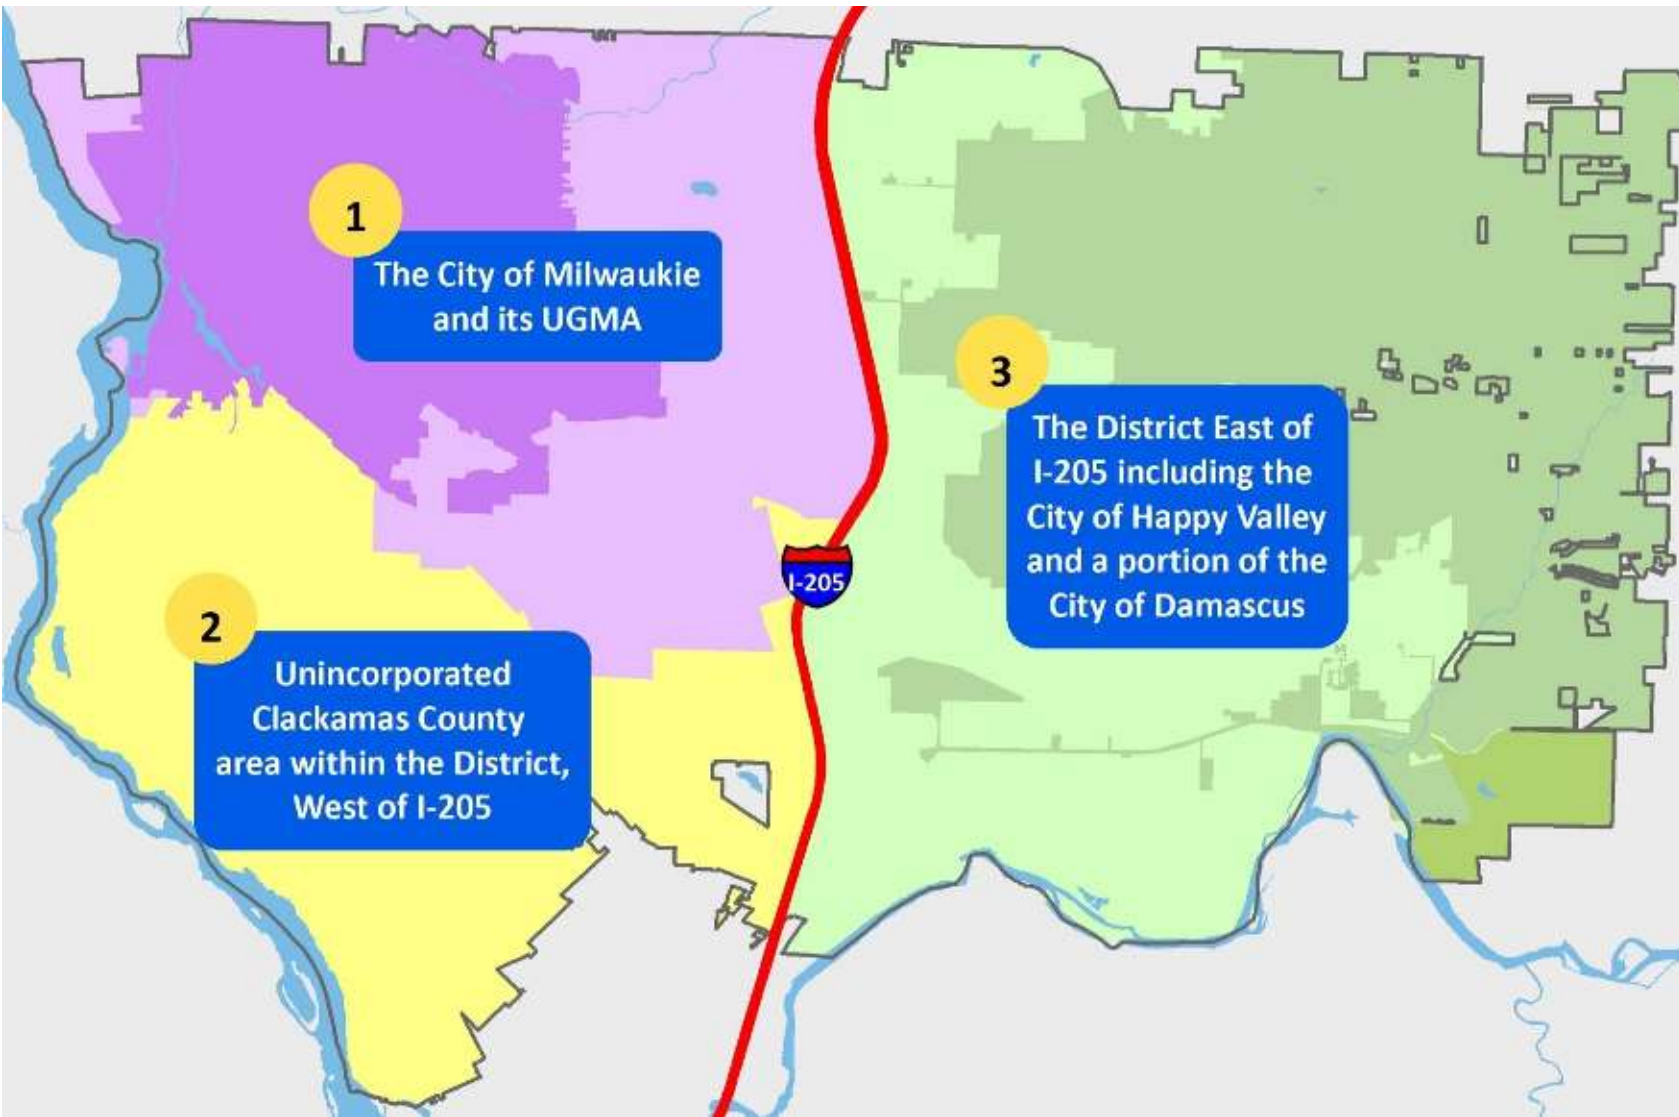 1
The City of Milwaukie
and its UGMA
3
The District East of
I-205 including the
City of Happy Valley
and a portion of the
City of Damascus
I-205
2
Unincorporated
Clackamas County
area within the District,
West of I-205